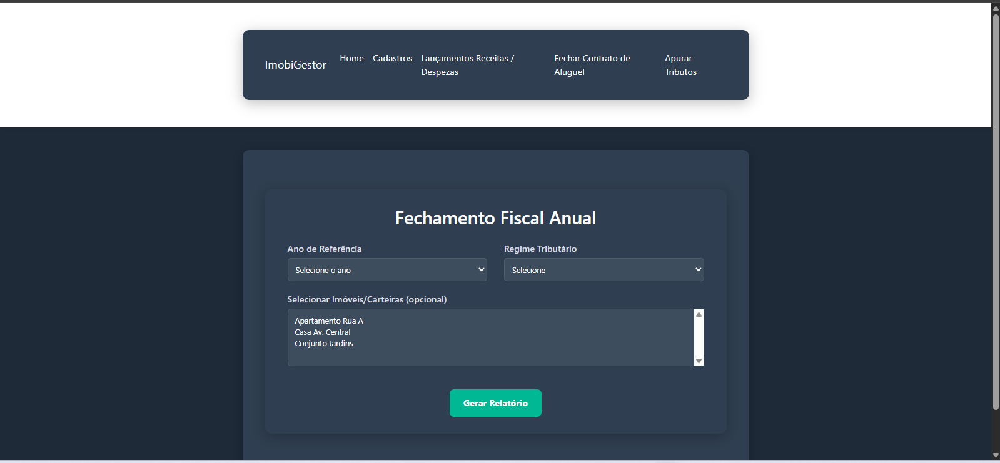 ImobiGestor
Home
Cadastros
Lançamentos Receitas /
Despezas
Fechar Contrato de
Aluguel
Apurar
Tributos
Fechamento Fiscal Anual
Ano de Referência
Regime Tributário
Selecione o ano
Selecione
Selecionar Imóveis/Carteiras (opcional)
Apartamento Rua A
Casa Av. Central
Conjunto Jardins
Gerar Relatório